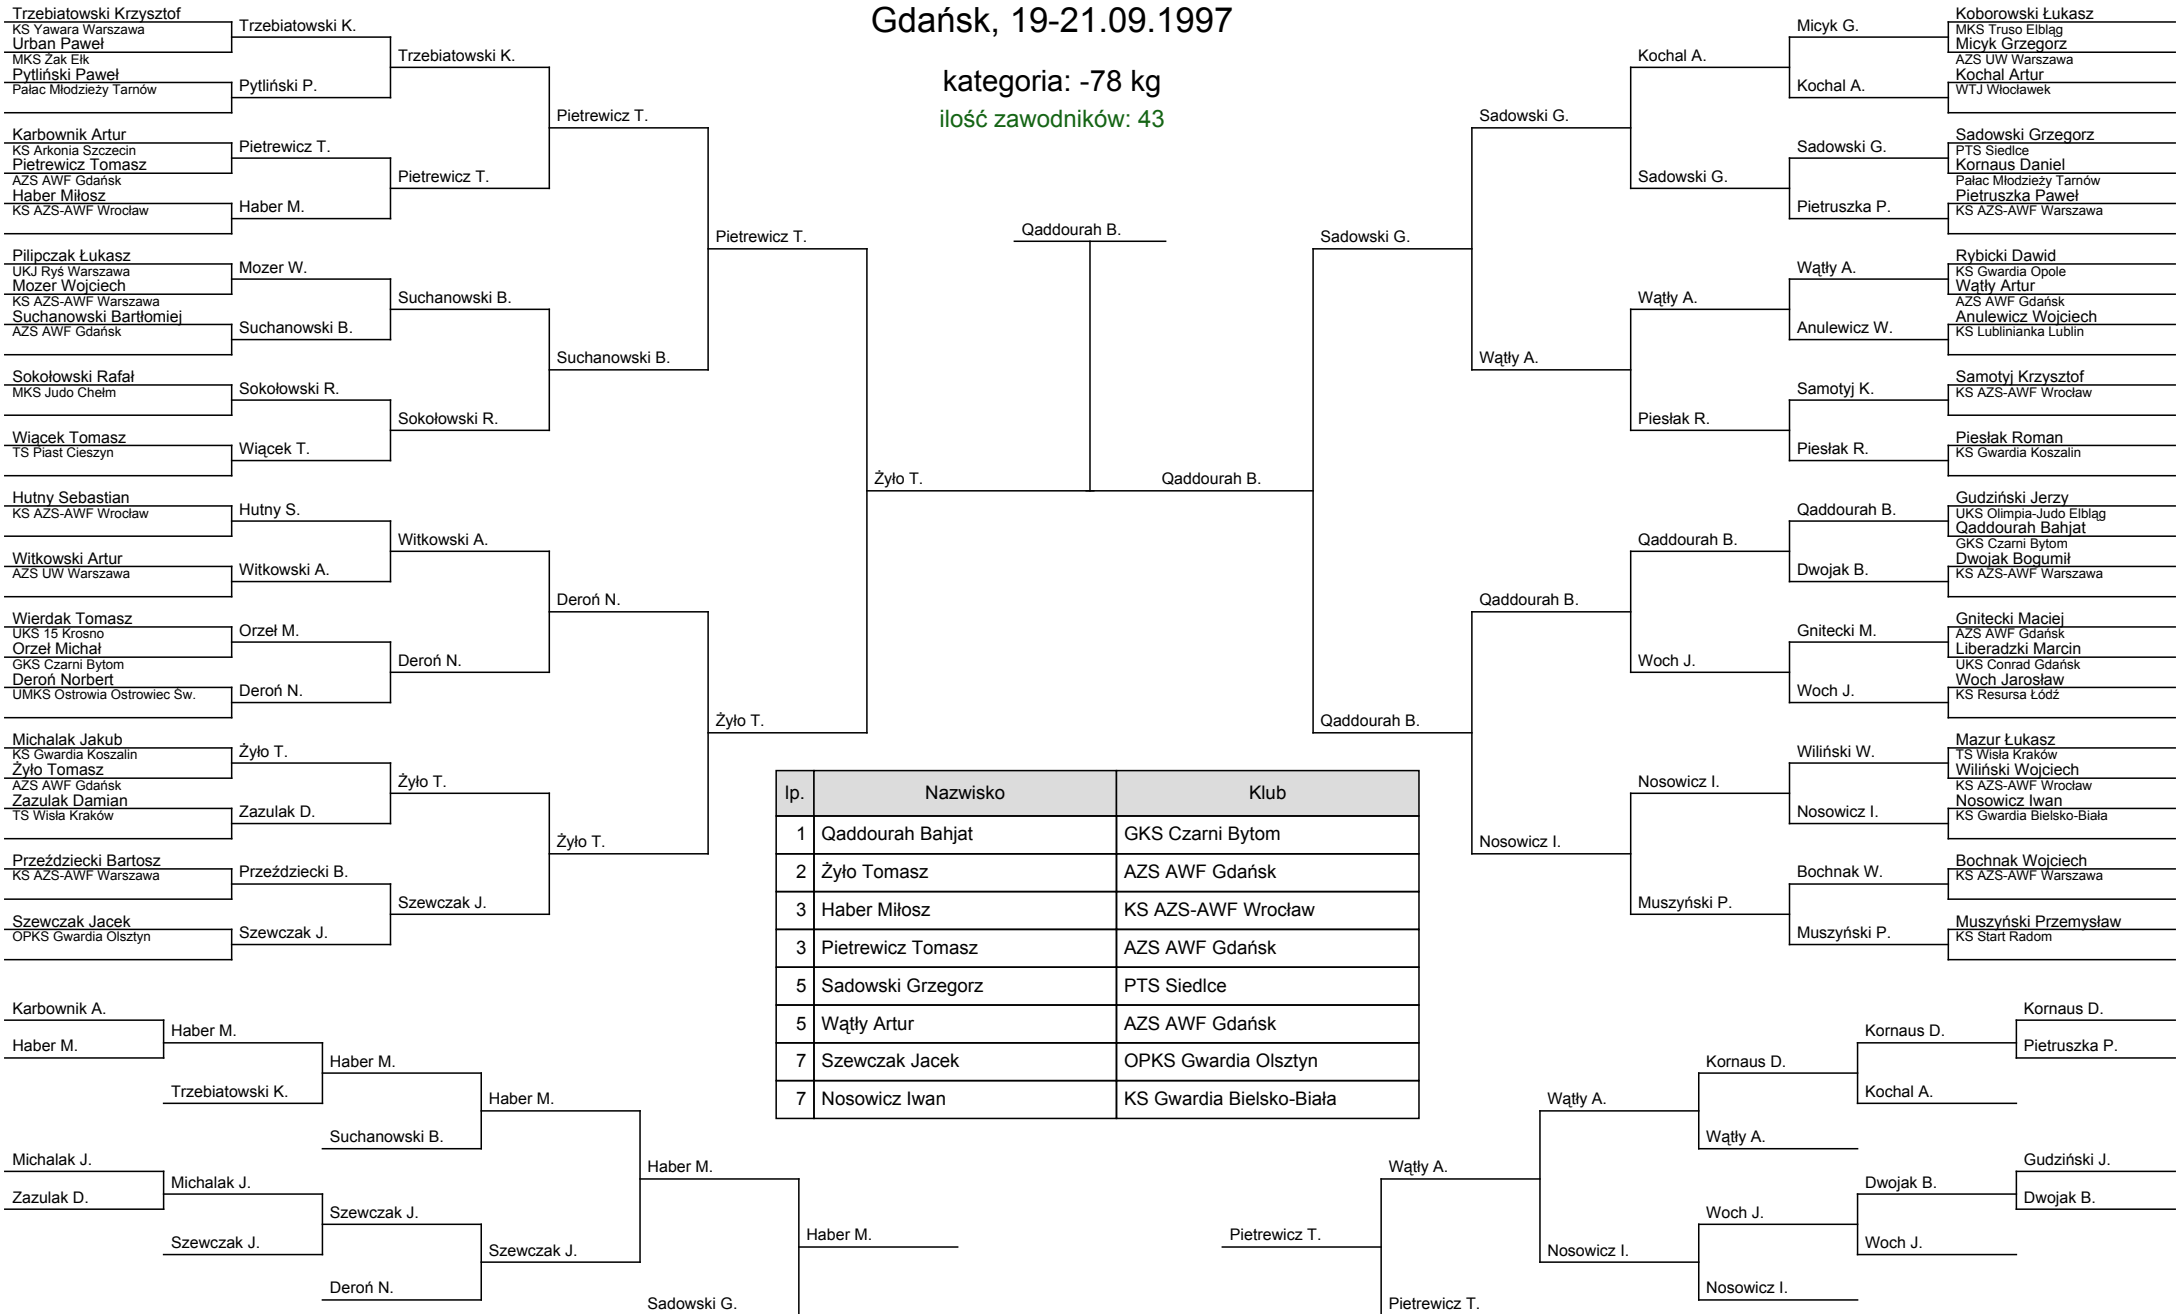 Gdańsk, 19-21.09.1997
kategoria: -78 kg
ilość zawodników: 43
Trzebiatowski Krzysztof
KS Yawara Warszawa
Urban Paweł
MKS Żak Ełk
Pytliński Paweł
Pałac Młodzieży Tarnów
Karbownik Artur
KS Arkonia Szczecin
Pietrewicz Tomasz
AZS AWF Gdańsk
Haber Miłosz
KS AZS-AWF Wrocław
Pilipczak Łukasz
UKJ Ryś Warszawa
Mozer Wojciech
KS AZS-AWF Warszawa
Suchanowski Bartłomiej
AZS AWF Gdańsk
Sokołowski Rafał
MKS Judo Chełm
Wiącek Tomasz
TS Piast Cieszyn
Hutny Sebastian
KS AZS-AWF Wrocław
Witkowski Artur
AZS UW Warszawa
Wierdak Tomasz
UKS 15 Krosno
Orzeł Michał
GKS Czarni Bytom
Deroń Norbert
UMKS Ostrowia Ostrowiec Św.
Michalak Jakub
KS Gwardia Koszalin
Żyło Tomasz
AZS AWF Gdańsk
Zazulak Damian
TS Wisła Kraków
Przeździecki Bartosz
KS AZS-AWF Warszawa
Szewczak Jacek
OPKS Gwardia Olsztyn
Trzebiatowski K.
Pytliński P.
Pietrewicz T.
Haber M.
Mozer W.
Suchanowski B.
Sokołowski R.
Wiącek T.
Hutny S.
Witkowski A.
Orzeł M.
Deroń N.
Żyło T.
Zazulak D.
Przeździecki B.
Szewczak J.
Trzebiatowski K.
Pietrewicz T.
Suchanowski B.
Sokołowski R.
Witkowski A.
Deroń N.
Żyło T.
Szewczak J.
Pietrewicz T.
Suchanowski B.
Deroń N.
Żyło T.
Pietrewicz T.
Żyło T.
Żyło T.
Qaddourah B.
Qaddourah B.
Sadowski G.
Qaddourah B.
Sadowski G.
Wątły A.
Qaddourah B.
Nosowicz I.
Kochal A.
Sadowski G.
Wątły A.
Piesłak R.
Qaddourah B.
Woch J.
Nosowicz I.
Muszyński P.
Micyk G.
Kochal A.
Sadowski G.
Pietruszka P.
Wątły A.
Anulewicz W.
Samotyj K.
Piesłak R.
Qaddourah B.
Dwojak B.
Gnitecki M.
Woch J.
Wiliński W.
Nosowicz I.
Bochnak W.
Muszyński P.
Koborowski Łukasz
MKS Truso Elbląg
Micyk Grzegorz
AZS UW Warszawa
Kochal Artur
WTJ Włocławek
Sadowski Grzegorz
PTS Siedlce
Kornaus Daniel
Pałac Młodzieży Tarnów
Pietruszka Paweł
KS AZS-AWF Warszawa
Rybicki Dawid
KS Gwardia Opole
Wątły Artur
AZS AWF Gdańsk
Anulewicz Wojciech
KS Lublinianka Lublin
Samotyj Krzysztof
KS AZS-AWF Wrocław
Piesłak Roman
KS Gwardia Koszalin
Gudziński Jerzy
UKS Olimpia-Judo Elbląg
Qaddourah Bahjat
GKS Czarni Bytom
Dwojak Bogumił
KS AZS-AWF Warszawa
Gnitecki Maciej
AZS AWF Gdańsk
Liberadzki Marcin
UKS Conrad Gdańsk
Woch Jarosław
KS Resursa Łódź
Mazur Łukasz
TS Wisła Kraków
Wiliński Wojciech
KS AZS-AWF Wrocław
Nosowicz Iwan
KS Gwardia Bielsko-Biała
Bochnak Wojciech
KS AZS-AWF Warszawa
Muszyński Przemysław
KS Start Radom
lp. Nazwisko Klub
1 Qaddourah Bahjat GKS Czarni Bytom
2 Żyło Tomasz AZS AWF Gdańsk
3 Haber Miłosz KS AZS-AWF Wrocław
3 Pietrewicz Tomasz AZS AWF Gdańsk
5 Sadowski Grzegorz PTS Siedlce
5 Wątły Artur AZS AWF Gdańsk
7 Szewczak Jacek OPKS Gwardia Olsztyn
7 Nosowicz Iwan KS Gwardia Bielsko-Biała
Karbownik A.
Haber M.
Michalak J.
Zazulak D.
Haber M.
Trzebiatowski K.
Michalak J.
Szewczak J.
Haber M.
Suchanowski B.
Szewczak J.
Deroń N.
Haber M.
Szewczak J.
Haber M.
Sadowski G.
Haber M.
Pietrewicz T.
Wątły A.
Pietrewicz T.
Wątły A.
Nosowicz I.
Kornaus D.
Wątły A.
Woch J.
Nosowicz I.
Kornaus D.
Kochal A.
Dwojak B.
Woch J.
Kornaus D.
Pietruszka P.
Gudziński J.
Dwojak B.